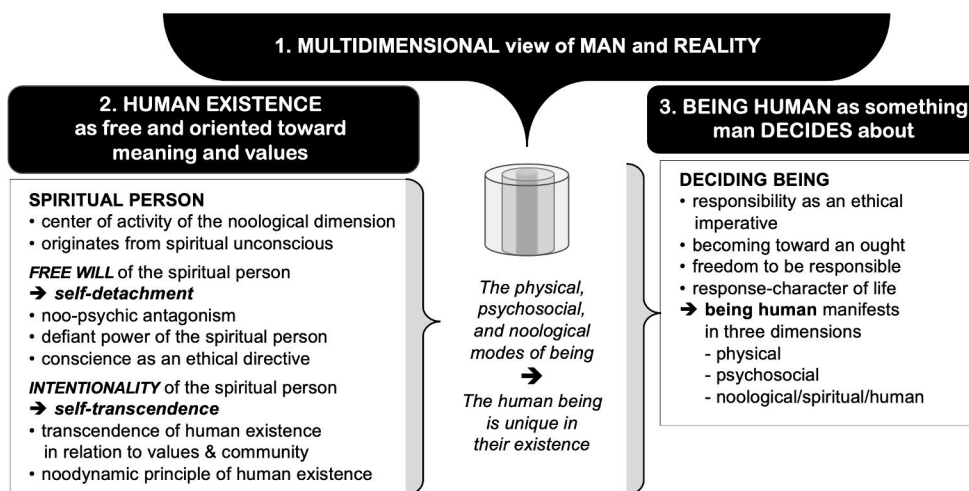 1. MULTIDIMENSIONAL view of MAN and REALITY
2. HUMAN EXISTENCE
as free and oriented toward
meaning and values
SPIRITUAL PERSON
• center of activity of the noological dimension
• originates from spiritual unconscious
FREE WILL of the spiritual person
➔ self-detachment
• noo-psychic antagonism
• defiant power of the spiritual person
• conscience as an ethical directive
INTENTIONALITY of the spiritual person
➔ self-transcendence
• transcendence of human existence
in relation to values & community
• noodynamic principle of human existence
The physical,
psychosocial,
and noological
modes of being
➔
The human being
is unique in
their existence
3. BEING HUMAN as something
man DECIDES about
DECIDING BEING
• responsibility as an ethical
imperative
• becoming toward an ought
• freedom to be responsible
• response-character of life
➔ being human manifests
in three dimensions
- physical
- psychosocial
- noological/spiritual/human